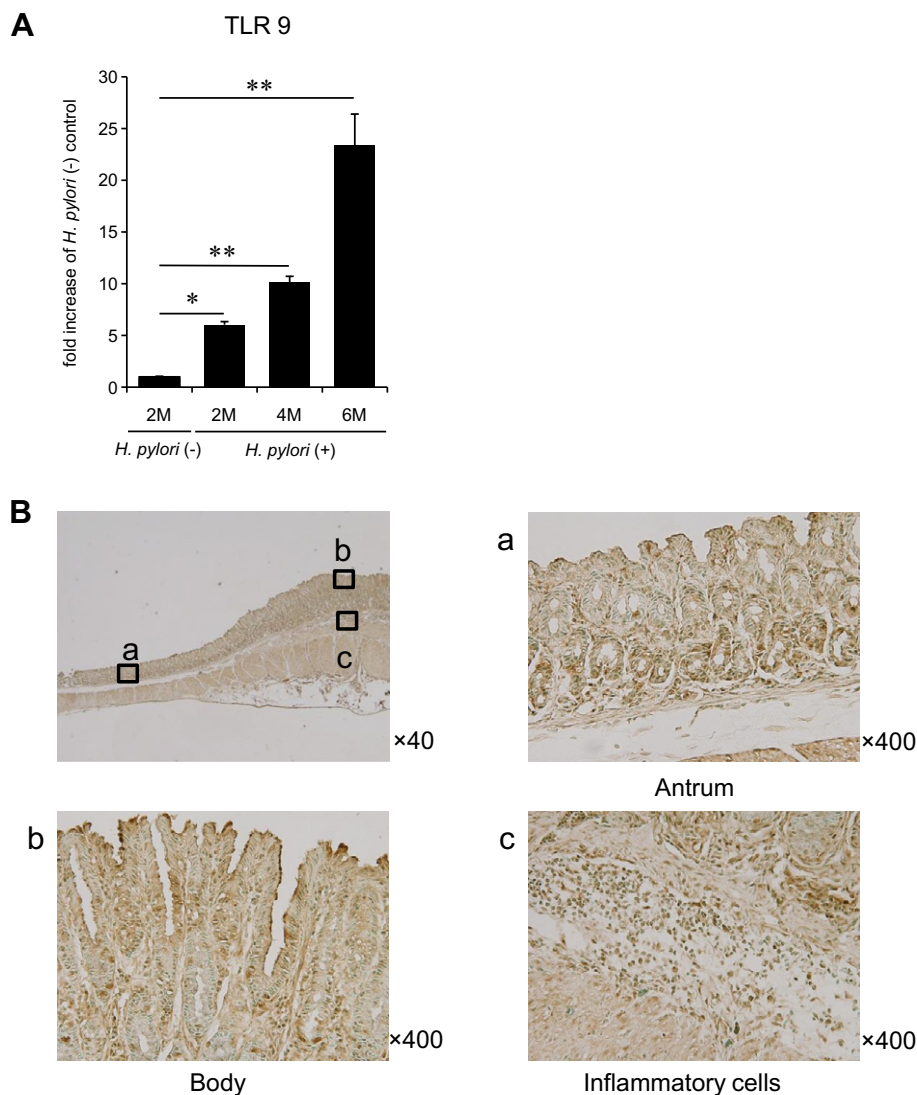 A
TLR 9
fold increase of H. pylori (-) control
30
25
20
15
10
5
0
**
**
*
2M 2M 4M 6M
H. pylori (-) H. pylori (+)
B
b
a
c
×40
a
×400
Antrum
b
×400
Body
c
×400
Inflammatory cells